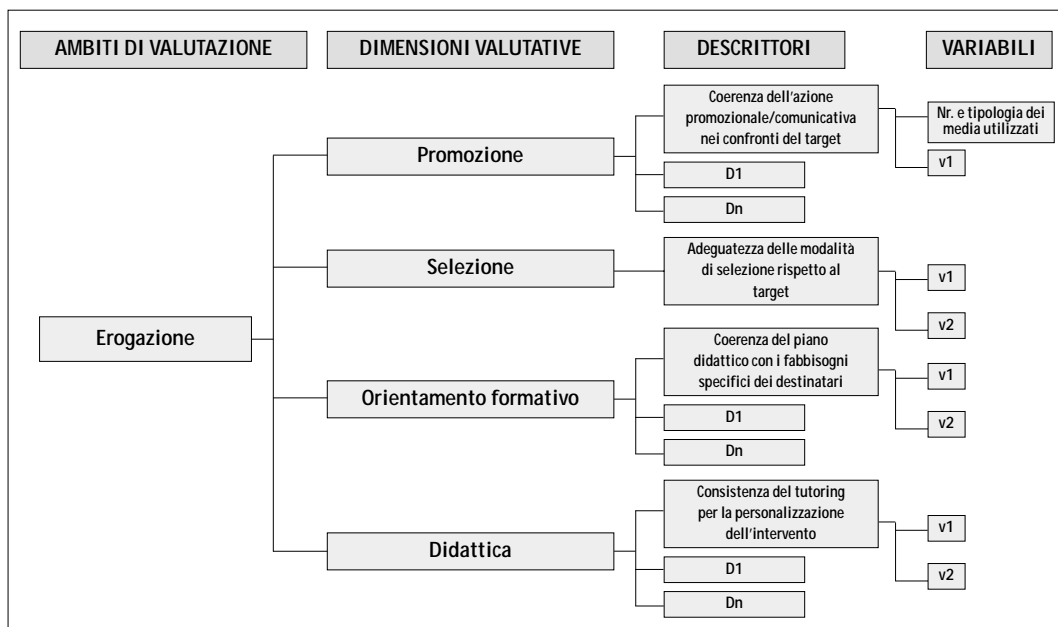 AMBITI DI VALUTAZIONE
DIMENSIONI VALUTATIVE
DESCRITTORI
VARIABILI
Erogazione
Promozione
Coerenza dell'azione
promozionale/comunicativa
nei confronti del target
Nr. e tipologia dei
media utilizzati
v1
D1
Dn
Selezione
Adeguatezza delle modalità
di selezione rispetto al
target
v1
v2
Orientamento formativo
Coerenza del piano
didattico con i fabbisogni
specifici dei destinatari
v1
v2
D1
Dn
Didattica
Consistenza del tutoring
per la personalizzazione
dell'intervento
v1
v2
D1
Dn